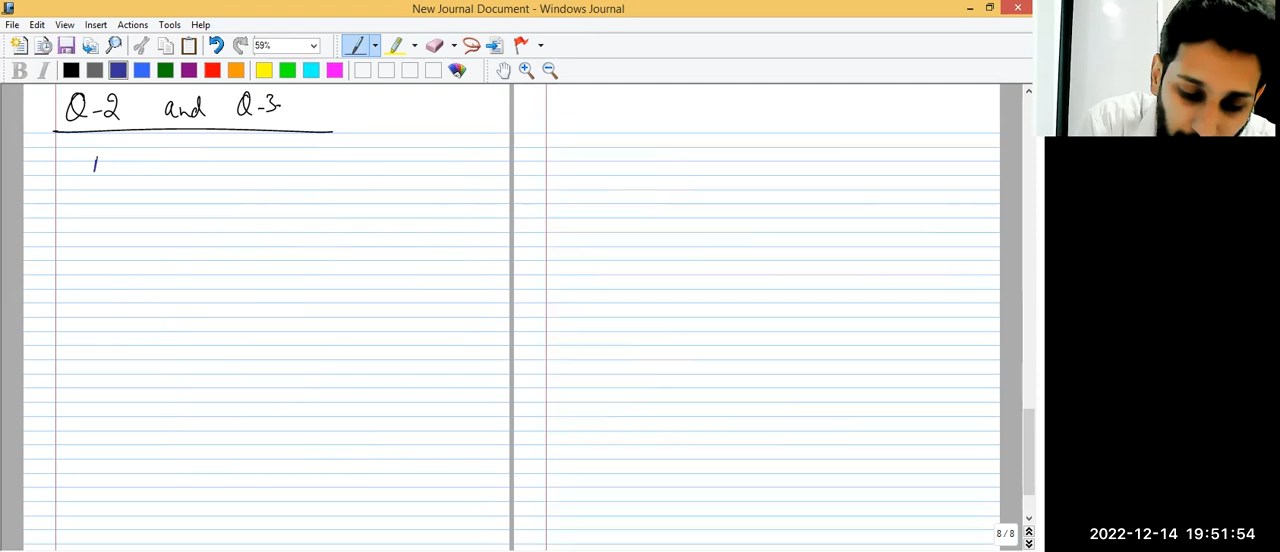 New Journal Document - Windows Journal
File Edit View Insert Actions Tools Help
59%
B I
Q-2 and Q-3
8/8
2022-12-14 19:51:54